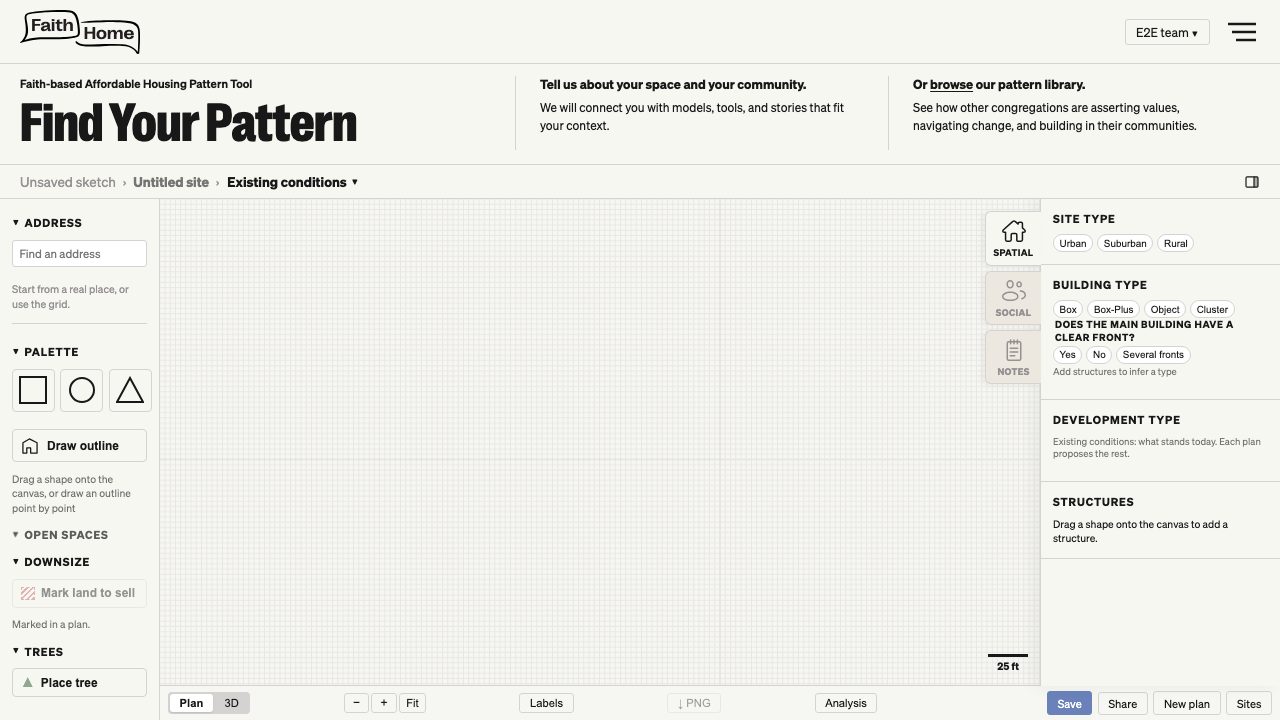 Faith
Home
E2E team ▾
Faith-based Affordable Housing Pattern Tool
Find Your Pattern
Tell us about your space and your community.
We will connect you with models, tools, and stories that fit
your context.
Or browse our pattern library.
See how other congregations are asserting values,
navigating change, and building in their communities.
Unsaved sketch › Untitled site › Existing conditions ▾
▾ ADDRESS
Find an address
Start from a real place, or
use the grid.
▾ PALETTE
Draw outline
Drag a shape onto the
canvas, or draw an outline
point by point
▾ OPEN SPACES
▾ DOWNSIZE
Mark land to sell
Marked in a plan.
▾ TREES
Place tree
SPATIAL
SOCIAL
NOTES
25 ft
SITE TYPE
Urban Suburban Rural
BUILDING TYPE
Box Box-Plus Object Cluster
DOES THE MAIN BUILDING HAVE A
CLEAR FRONT?
Yes No Several fronts
Add structures to infer a type
DEVELOPMENT TYPE
Existing conditions: what stands today. Each plan
proposes the rest.
STRUCTURES
Drag a shape onto the canvas to add a
structure.
Plan 3D − + Fit Labels ↓ PNG Analysis Save Share New plan Sites